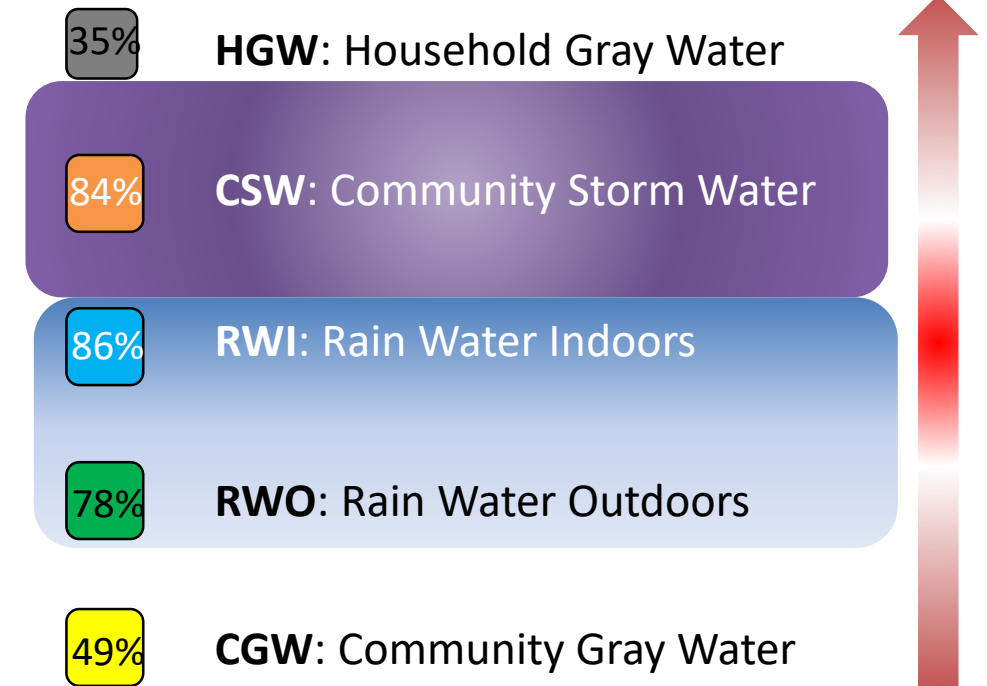 35% HGW: Household Gray Water
84% CSW: Community Storm Water
86% RWI: Rain Water Indoors
78% RWO: Rain Water Outdoors
49% CGW: Community Gray Water